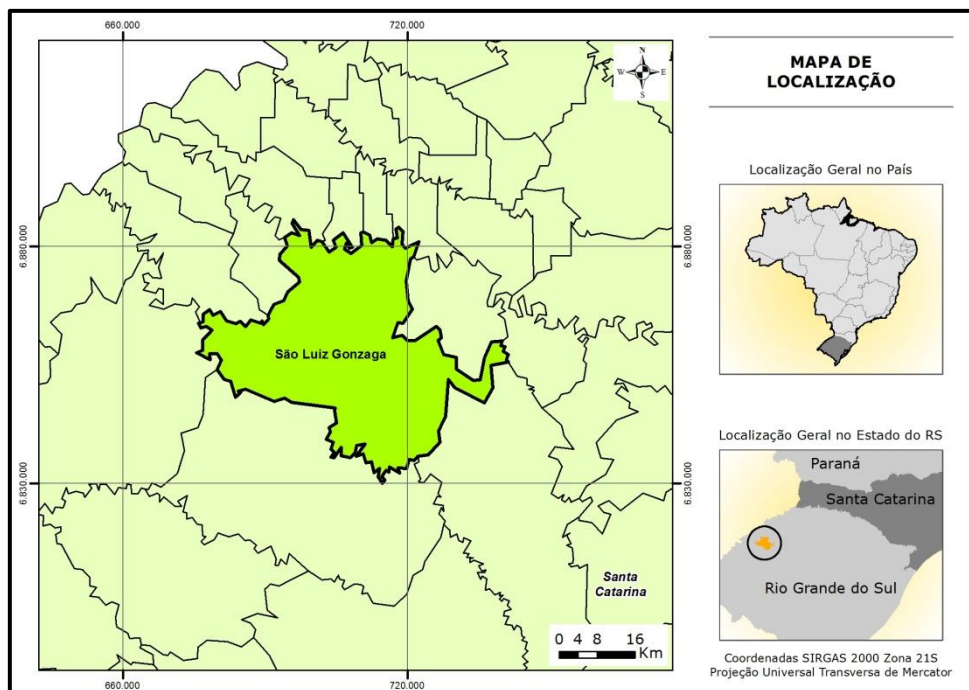 660.000
720.000
N
W E
S
6.880.000
6.880.000
São Luiz Gonzaga
6.830.000
6.830.000
Santa
Catarina
0 4 8 16
Km
660.000
720.000
MAPA DE
LOCALIZAÇÃO
Localização Geral no País
Localização Geral no Estado do RS
Paraná
Santa Catarina
Rio Grande do Sul
Coordenadas SIRGAS 2000 Zona 21S
Projeção Universal Transversa de Mercator